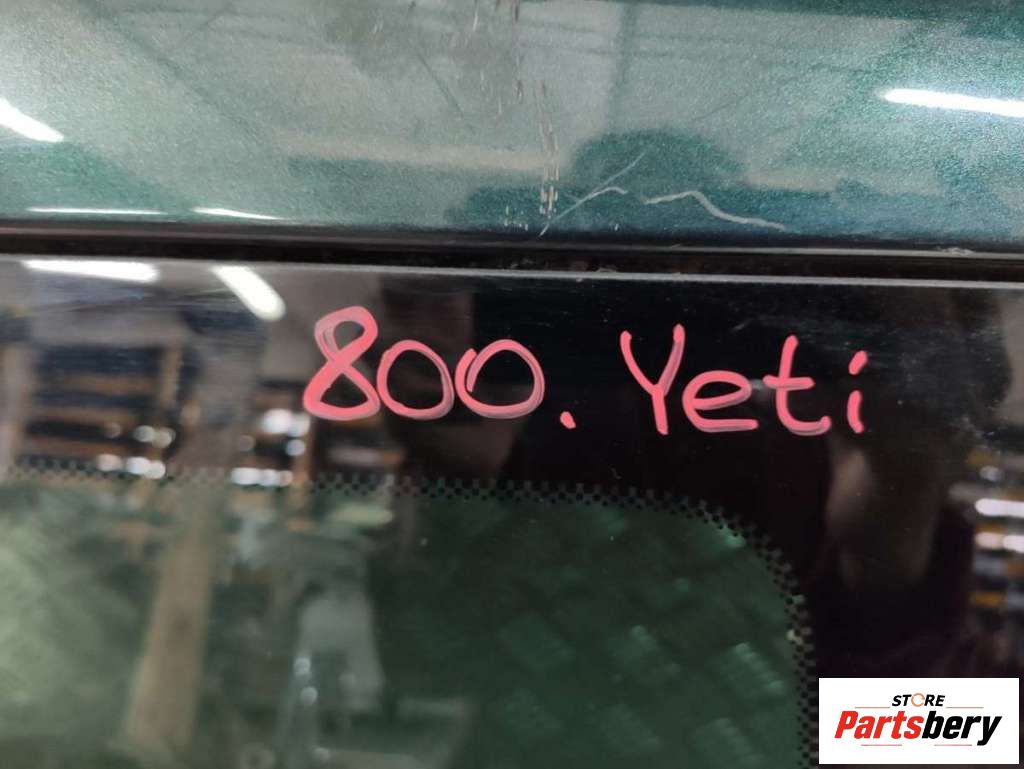 800. Yeti
STORE
Partsbery